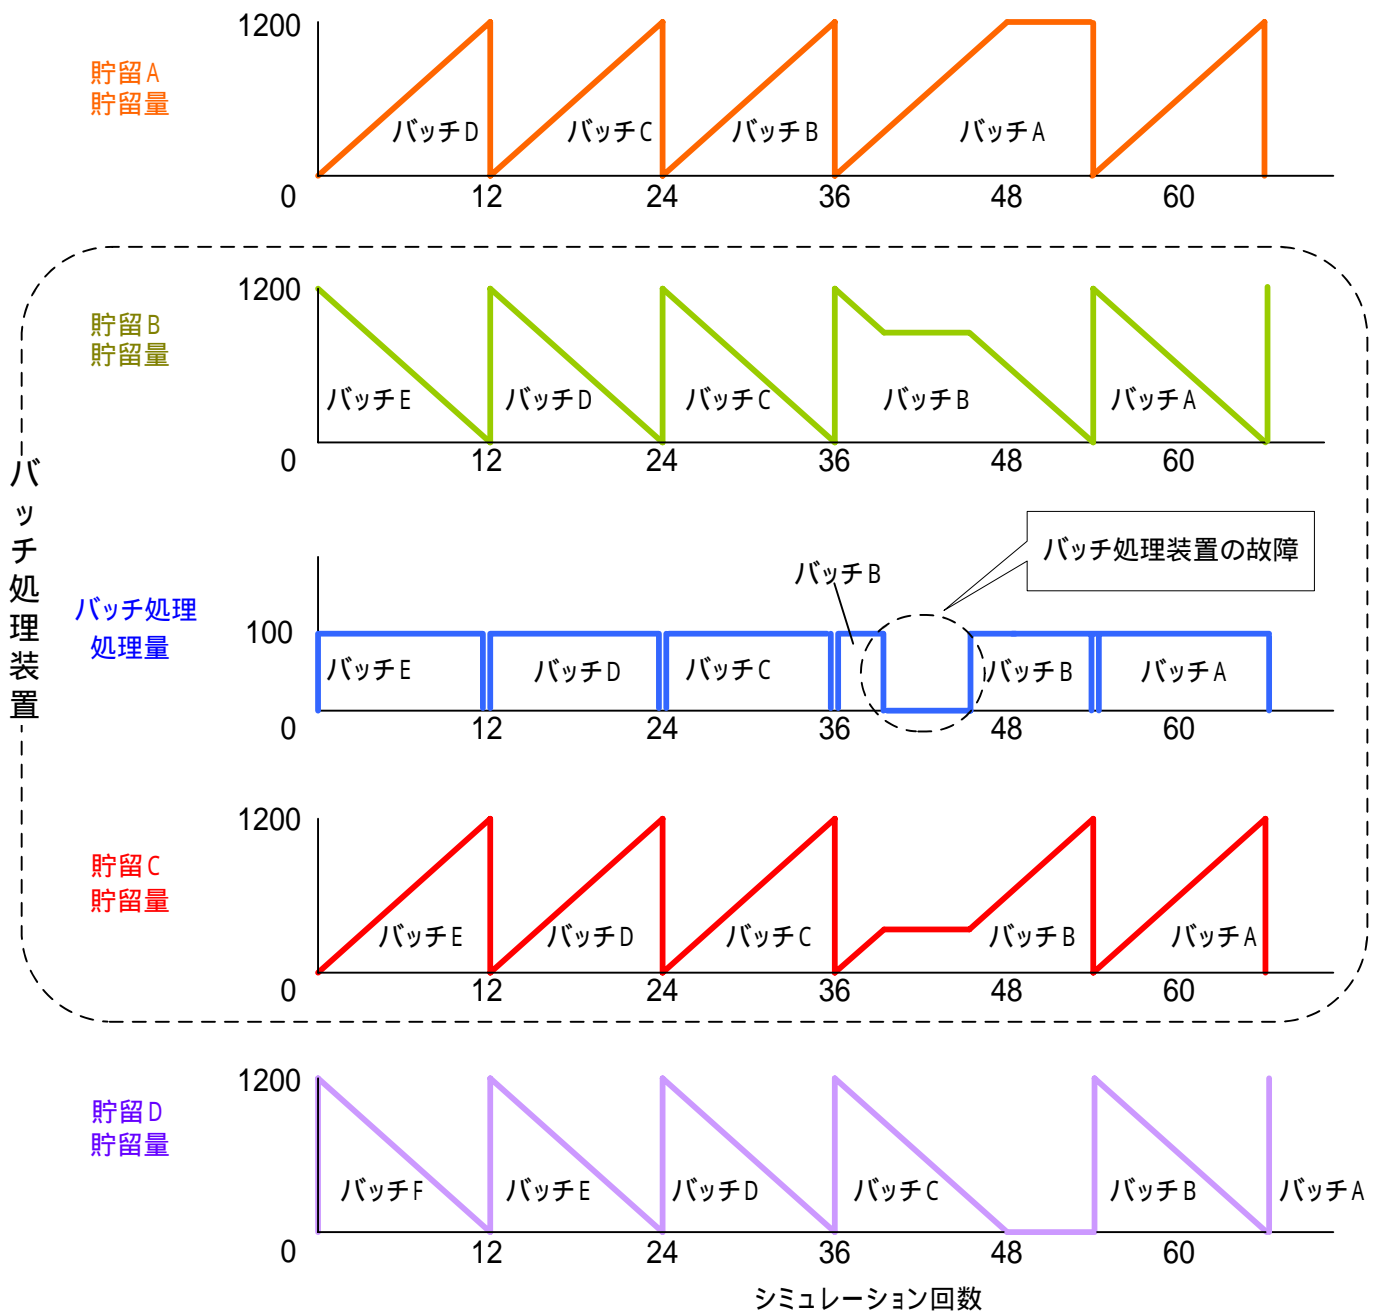 1200
貯留A
貯留量
バッチD
バッチC
バッチB
バッチA
0
12
24
36
48
60
バッチ処理装置
1200
貯留B
貯留量
バッチE
バッチD
バッチC
バッチB
バッチA
0
12
24
36
48
60
バッチ処理装置の故障
バッチB
バッチ処理
処理量
100
バッチE
バッチD
バッチC
バッチB
バッチA
0
12
24
36
48
60
1200
貯留C
貯留量
バッチE
バッチD
バッチC
バッチB
バッチA
0
12
24
36
48
60
1200
貯留D
貯留量
バッチF
バッチE
バッチD
バッチC
バッチB
バッチA
0
12
24
36
48
60
シミュレーション回数